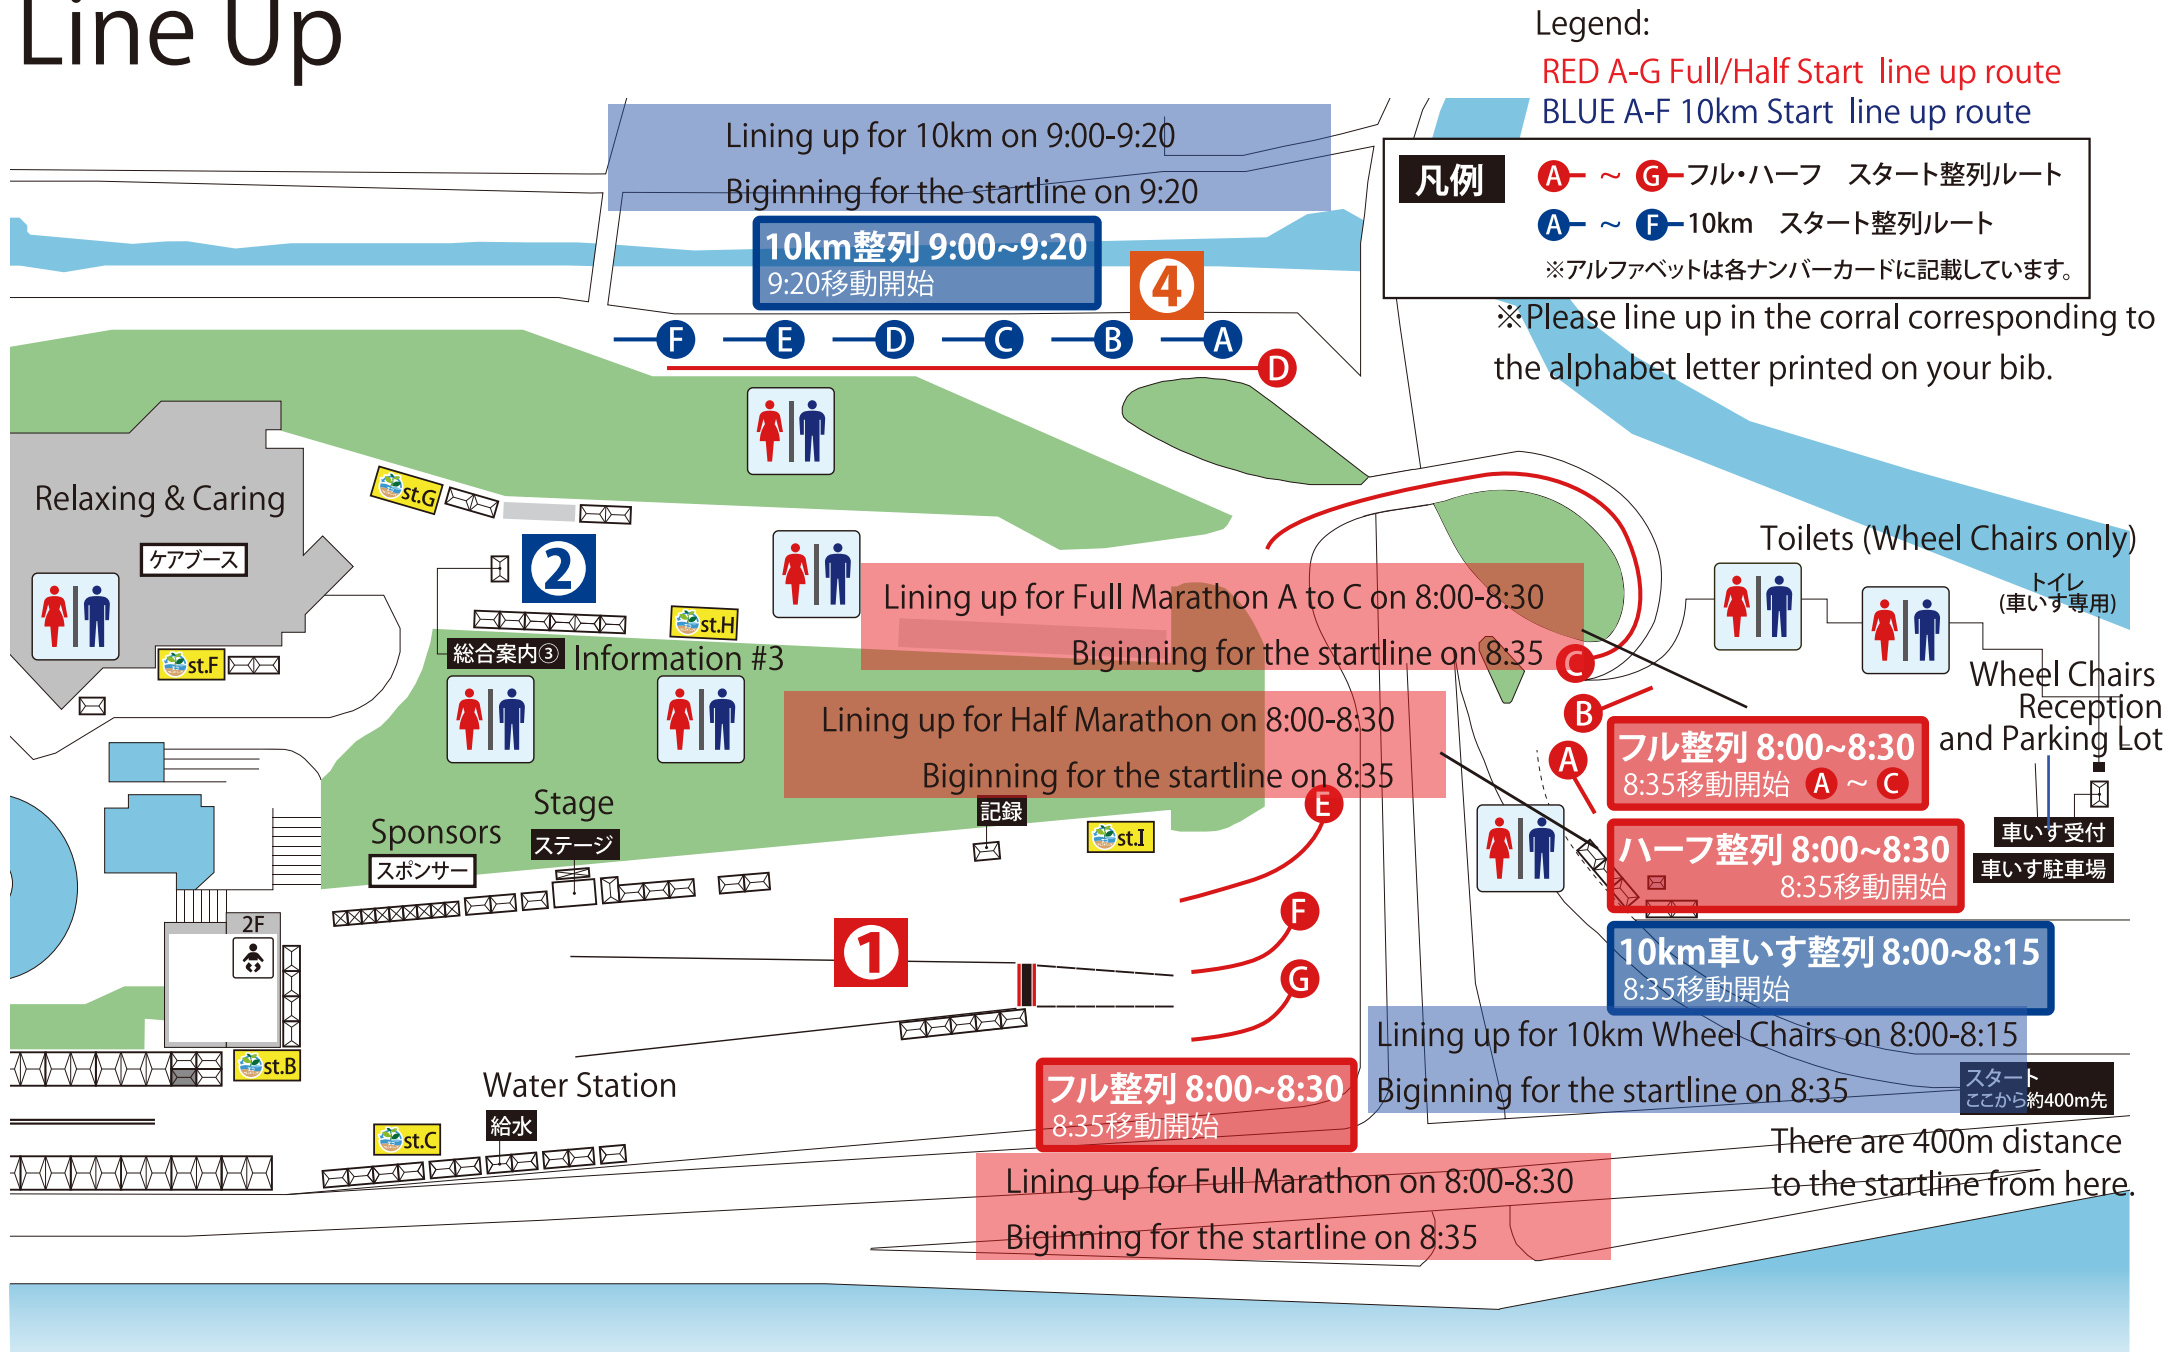 Line Up
Legend:
RED A-G Full/Half Start line up route
BLUE A-F 10km Start line up route
凡例
A ～ G フル・ハーフ スタート整列ルート
A ～ F 10km スタート整列ルート
※アルファベットは各ナンバーカードに記載しています。
※Please line up in the corral corresponding to
the alphabet letter printed on your bib.
Lining up for 10km on 9:00-9:20
Biginning for the startline on 9:20
10km整列 9:00~9:20
9:20移動開始
4
F E D C B A
D
Relaxing & Caring
ケアブース
st.G
2
st.H
st.F
総合案内③
Information #3
Lining up for Full Marathon A to C on 8:00-8:30
Biginning for the startline on 8:35
C
B
A
Toilets (Wheel Chairs only)
トイレ
(車いす専用)
Wheel Chairs
Reception
and Parking Lot
車いす受付
車いす駐車場
Lining up for Half Marathon on 8:00-8:30
Biginning for the startline on 8:35
フル整列 8:00~8:30
8:35移動開始 A ～ C
ハーフ整列 8:00~8:30
8:35移動開始
10km車いす整列 8:00~8:15
8:35移動開始
Lining up for 10km Wheel Chairs on 8:00-8:15
Biginning for the startline on 8:35
スタート
ここから約400m先
There are 400m distance
to the startline from here.
Stage
ステージ
Sponsors
スポンサー
記録
st.I
E
F
G
1
2F
st.B
Water Station
給水
st.C
フル整列 8:00~8:30
8:35移動開始
Lining up for Full Marathon on 8:00-8:30
Biginning for the startline on 8:35